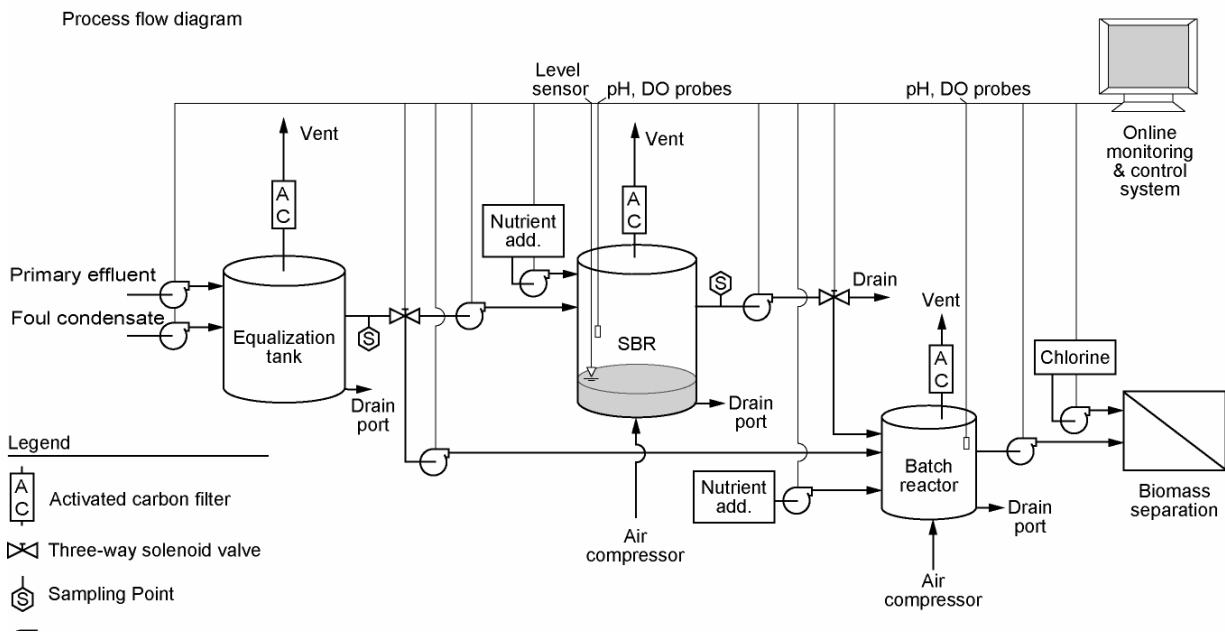 Process flow diagram
Level
sensor
pH, DO probes
pH, DO probes
Online
monitoring
& control
system
Vent
A
C
Vent
A
C
Nutrient
add.
Primary effluent
Foul condensate
Equalization
tank
S
S
SBR
Drain
Vent
A
C
Chlorine
Drain
port
Drain
port
Batch
reactor
Nutrient
add.
Drain
port
Biomass
separation
Air
compressor
Air
compressor
Legend
A
C
Activated carbon filter
Three-way solenoid valve
S
Sampling Point